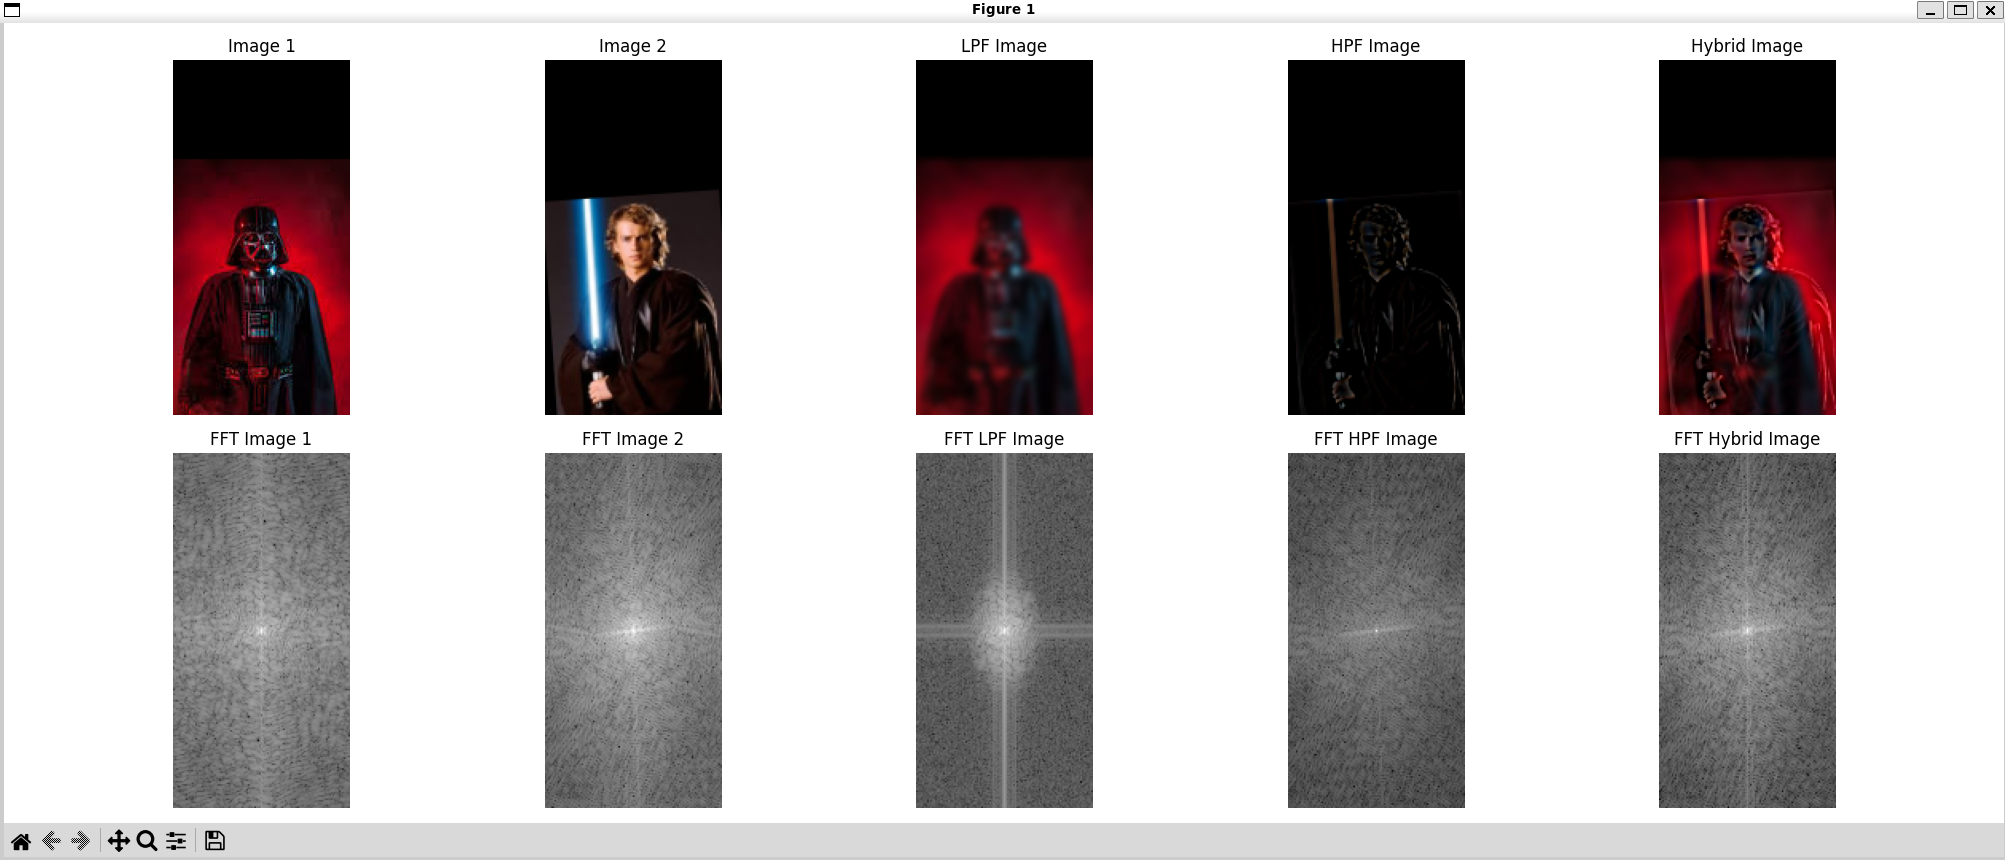 Figure 1
Image 1
Image 2
LPF Image
HPF Image
Hybrid Image
FFT Image 1
FFT Image 2
FFT LPF Image
FFT HPF Image
FFT Hybrid Image